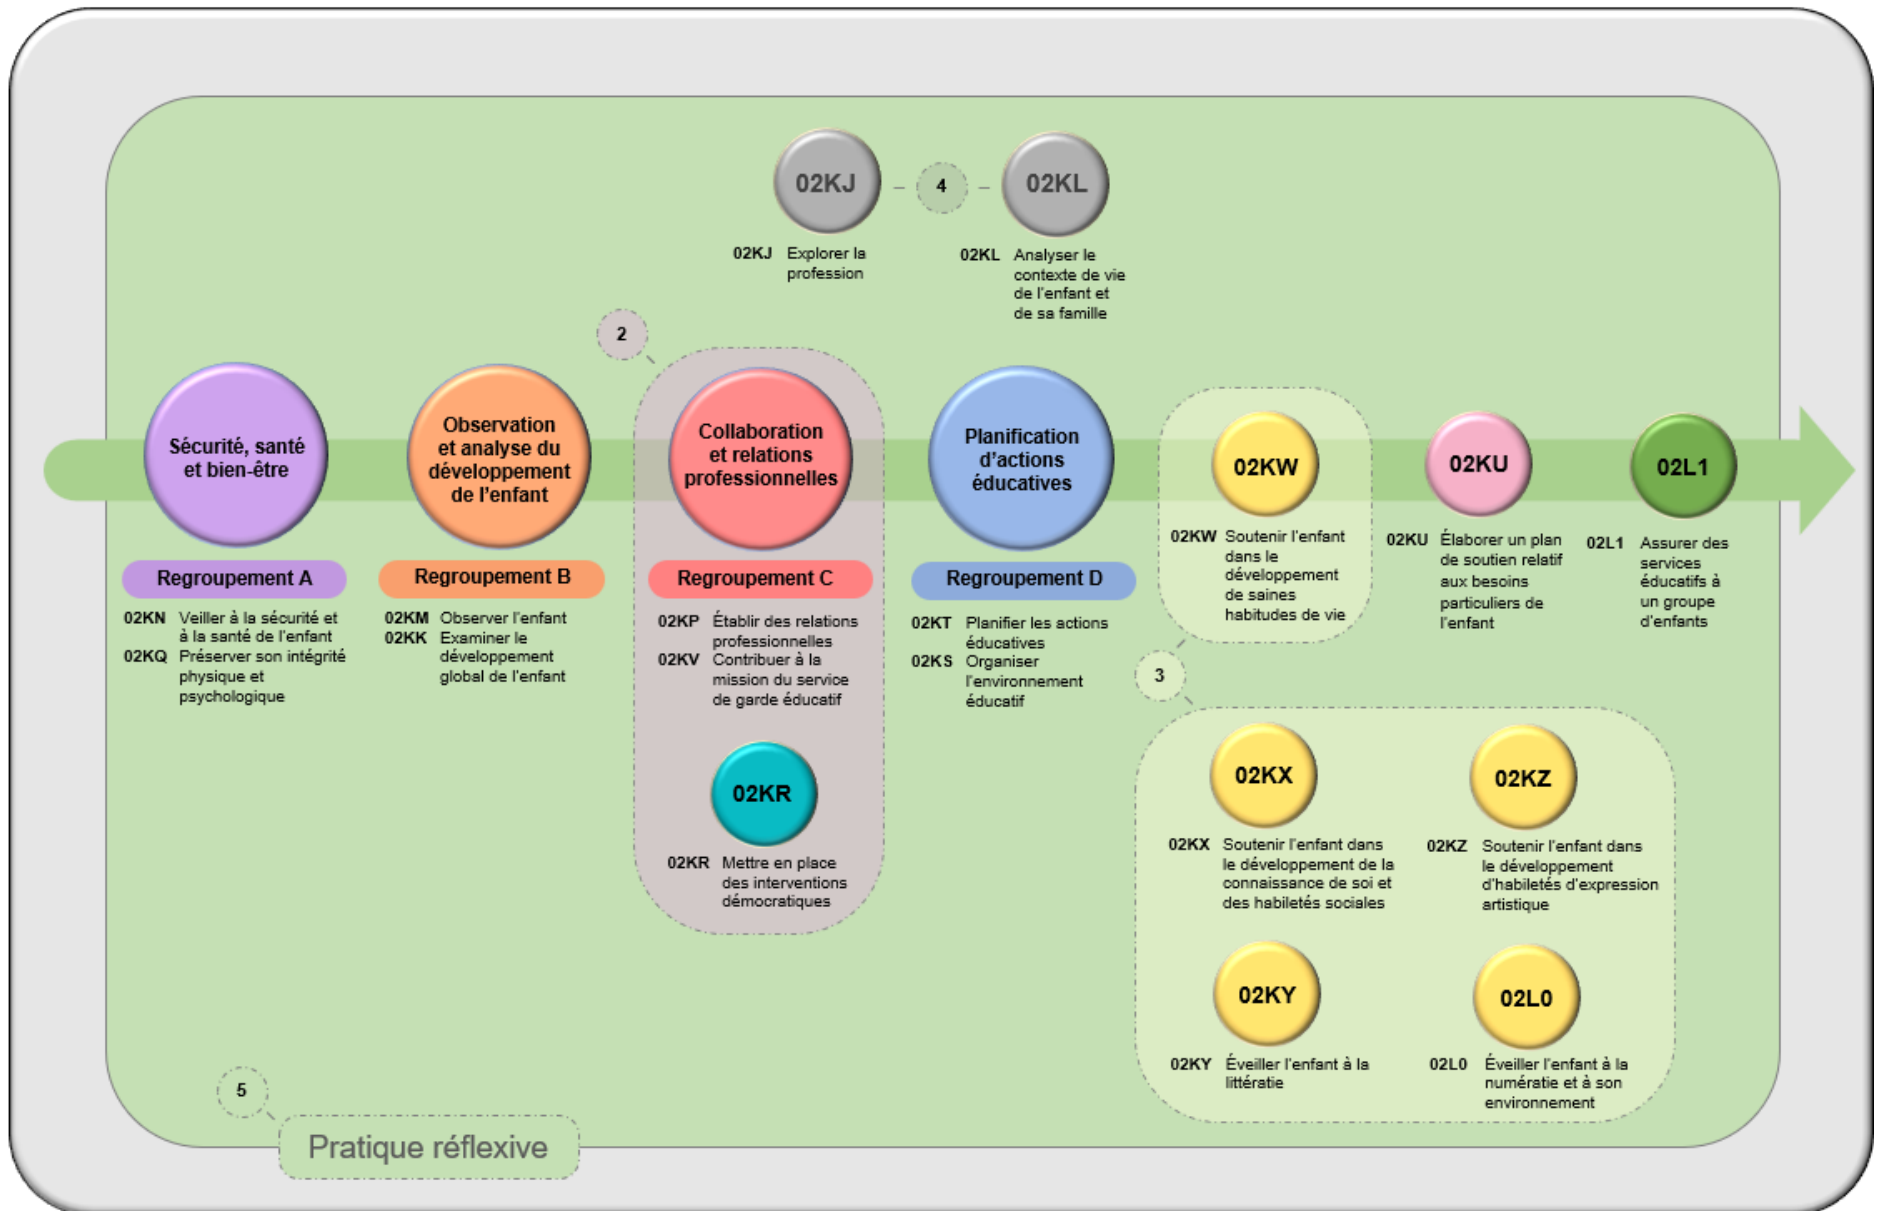 02KJ
4
02KL
02KJ Explorer la
profession
02KL Analyser le
contexte de vie
de l'enfant et
de sa famille
2
Sécurité, santé
et bien-être
Regroupement A
02KN Veiller à la sécurité et
à la santé de l'enfant
02KQ Préserver son intégrité
physique et
psychologique
Observation
et analyse du
développement
de l'enfant
Regroupement B
02KM Observer l'enfant
02KK Examiner le
développement
global de l'enfant
Collaboration
et relations
professionnelles
Regroupement C
02KP Établir des relations
professionnelles
02KV Contribuer à la
mission du service
de garde éducatif
02KR
02KR Mettre en place
des interventions
démocratiques
Planification
d'actions
éducatives
Regroupement D
02KT Planifier les actions
éducatives
02KS Organiser
l'environnement
éducatif
02KW
02KW Soutenir l'enfant
dans le
développement
de saines
habitudes de vie
02KU
02KU Élaborer un plan
de soutien relatif
aux besoins
particuliers de
l'enfant
02L1
02L1 Assurer des
services
éducatifs à
un groupe
d'enfants
3
02KX
02KX Soutenir l'enfant dans
le développement de la
connaissance de soi et
des habiletés sociales
02KZ
02KZ Soutenir l'enfant dans
le développement
d'habiletés d'expression
artistique
02KY
02KY Éveiller l'enfant à la
littératie
02L0
02L0 Éveiller l'enfant à la
numératie et à son
environnement
5
Pratique réflexive